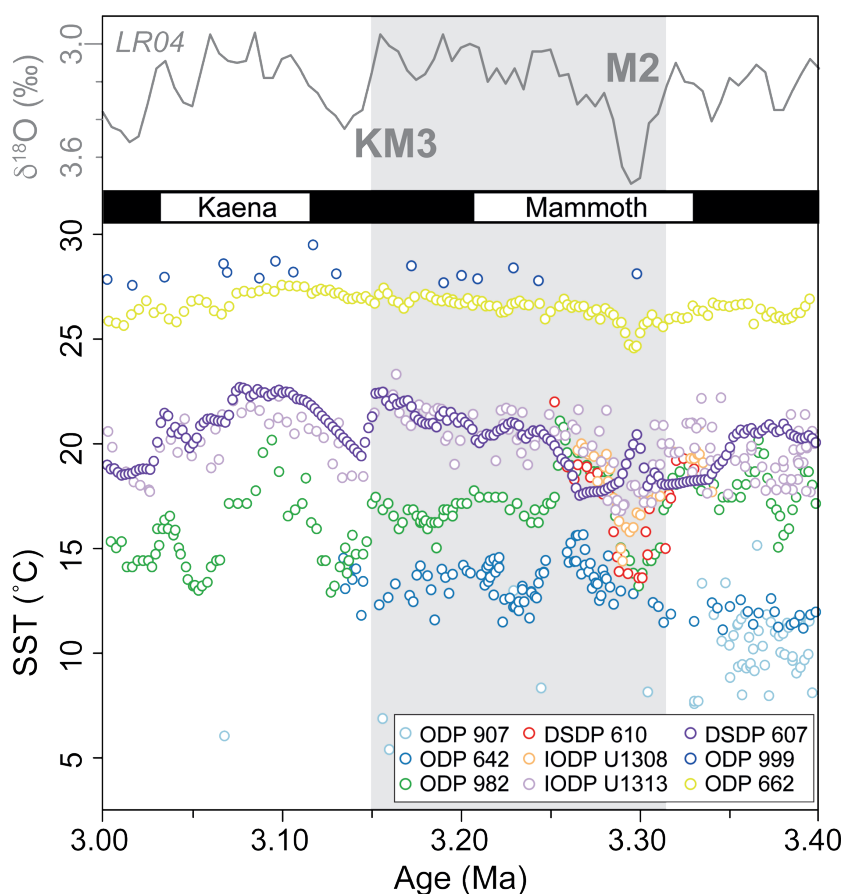 LR04
3.0
3.6
δ18O (‰)
M2
KM3
Kaena
Mammoth
30
25
20
15
10
5
SST (˚C)
ODP 907
DSDP 610
DSDP 607
ODP 642
IODP U1308
ODP 999
ODP 982
IODP U1313
ODP 662
3.00
3.10
3.20
3.30
3.40
Age (Ma)